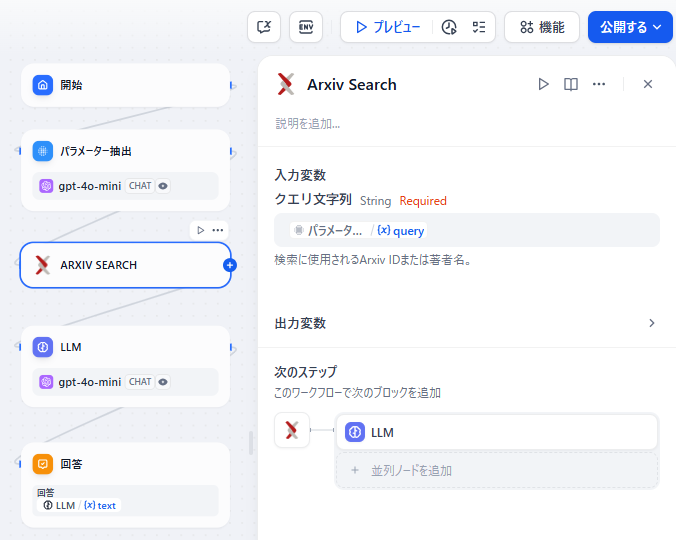 ENV
プレビュー
機能
公開する
開始
パラメーター抽出
gpt-4o-mini CHAT
ARXIV SEARCH
LLM
gpt-4o-mini CHAT
回答
回答
LLM / {x} text
Arxiv Search
説明を追加...
入力変数
クエリ文字列 String Required
パラメータ... / {x} query
検索に使用されるArxiv IDまたは著者名。
出力変数
次のステップ
このワークフローで次のブロックを追加
LLM
+ 並列ノードを追加